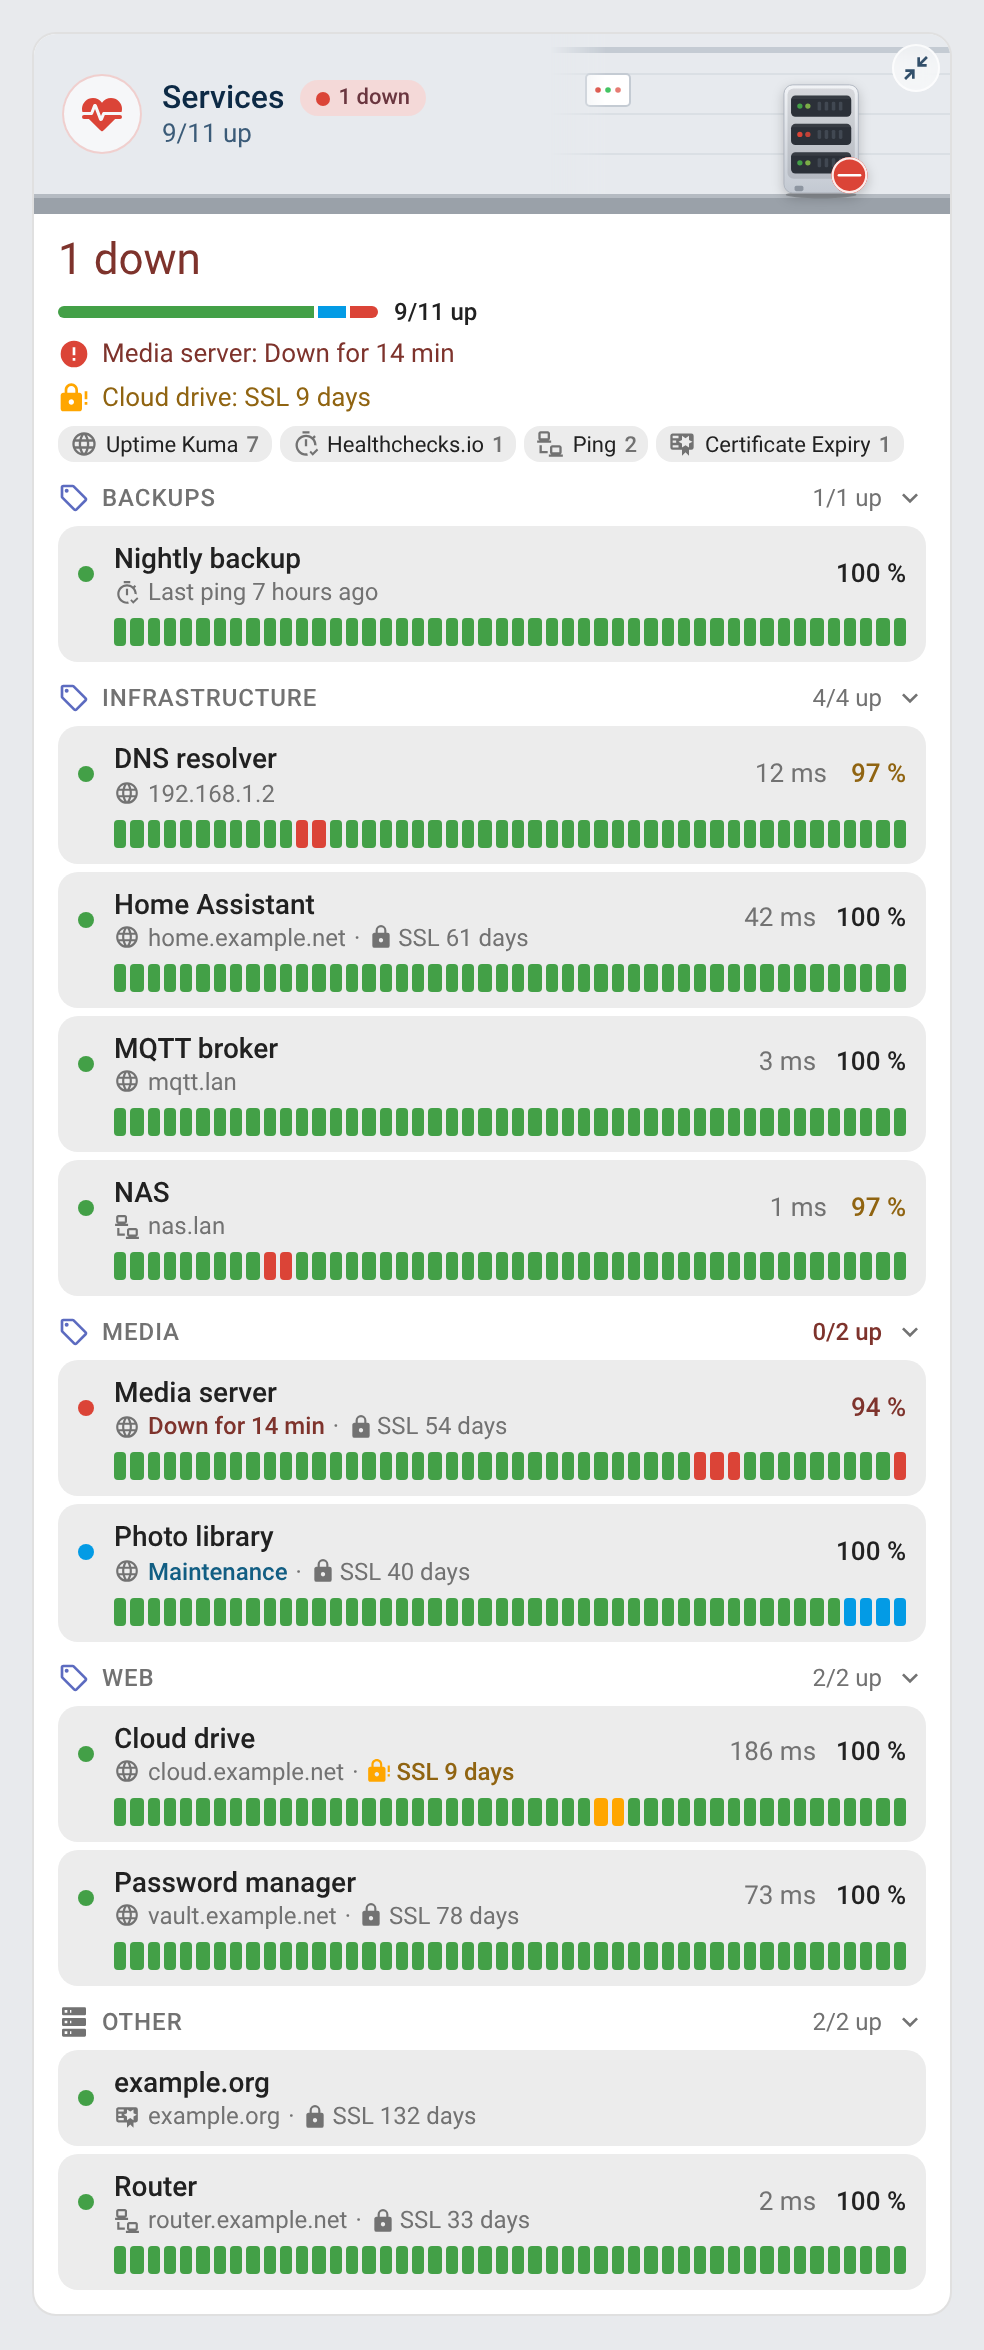 Services
1 down
9/11 up
1 down
9/11 up
Media server: Down for 14 min
Cloud drive: SSL 9 days
Uptime Kuma 7
Healthchecks.io 1
Ping 2
Certificate Expiry 1
BACKUPS
1/1 up
Nightly backup
100 %
Last ping 7 hours ago
INFRASTRUCTURE
4/4 up
DNS resolver
12 ms 97 %
192.168.1.2
Home Assistant
42 ms 100 %
home.example.net · SSL 61 days
MQTT broker
3 ms 100 %
mqtt.lan
NAS
1 ms 97 %
nas.lan
MEDIA
0/2 up
Media server
94 %
Down for 14 min · SSL 54 days
Photo library
100 %
Maintenance · SSL 40 days
WEB
2/2 up
Cloud drive
186 ms 100 %
cloud.example.net · SSL 9 days
Password manager
73 ms 100 %
vault.example.net · SSL 78 days
OTHER
2/2 up
example.org
example.org · SSL 132 days
Router
2 ms 100 %
router.example.net · SSL 33 days